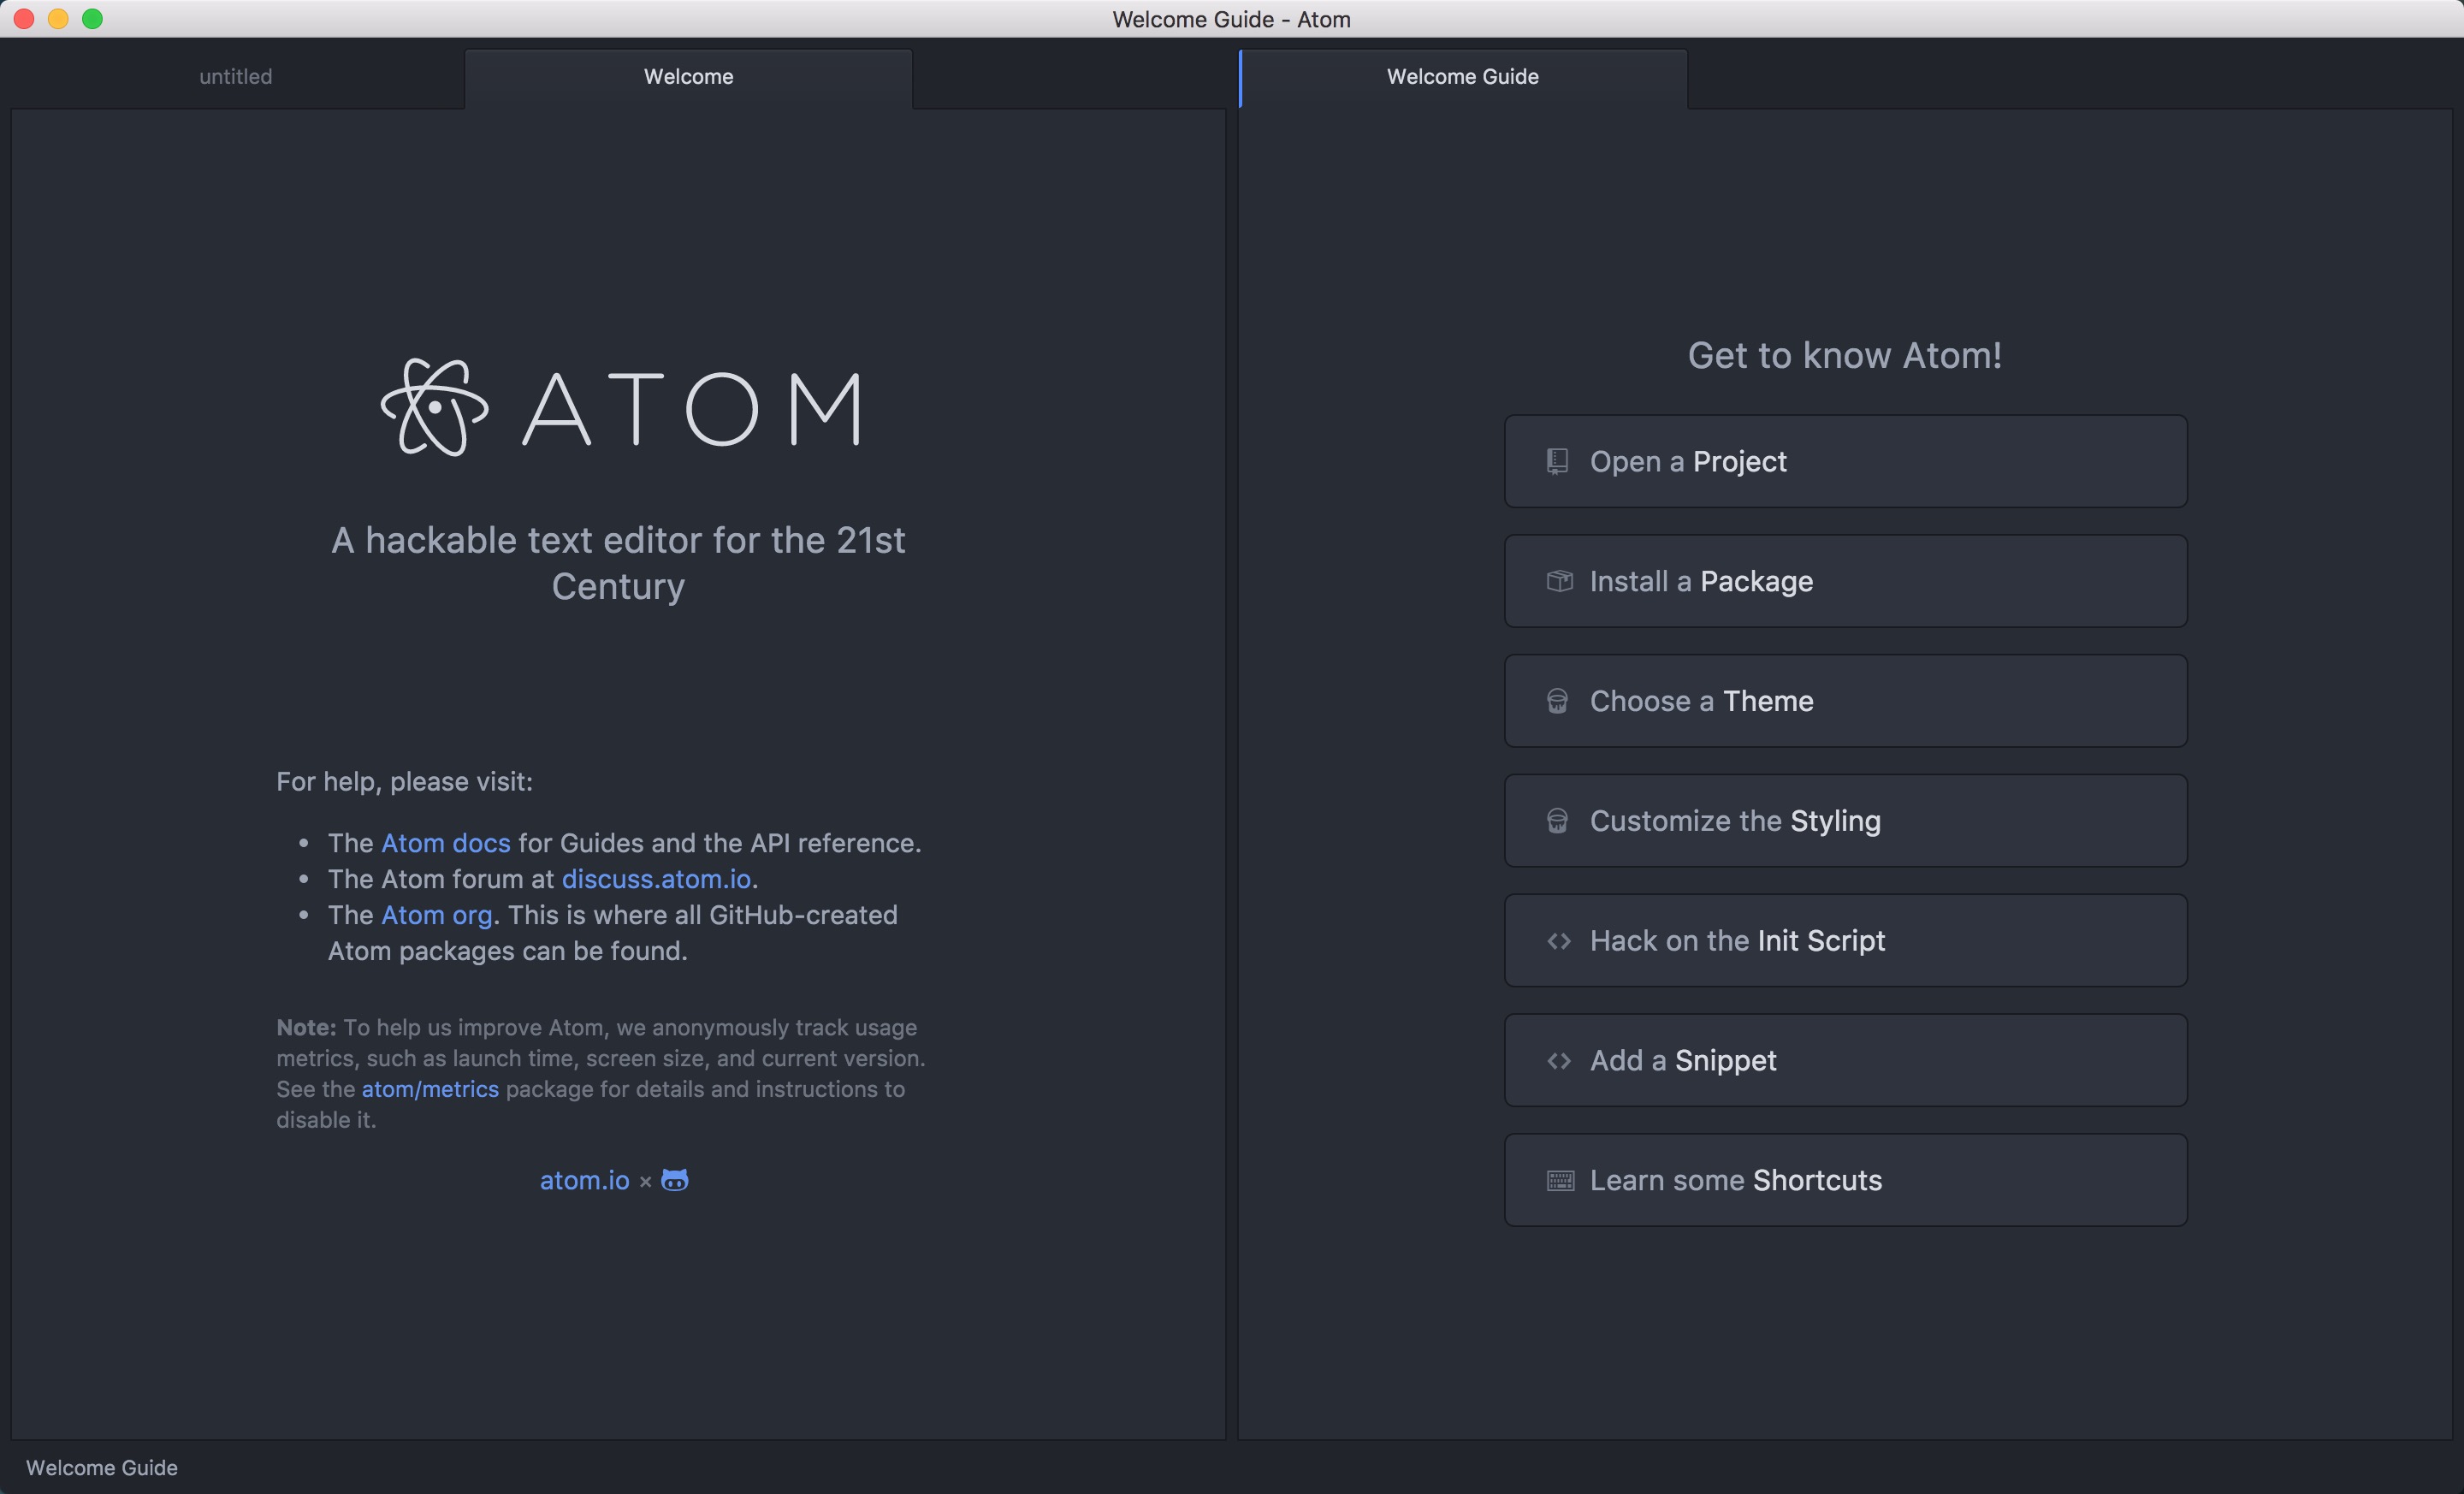 Welcome Guide - Atom
untitled
Welcome
Welcome Guide
ATOM
A hackable text editor for the 21st
Century
For help, please visit:
• The Atom docs for Guides and the API reference.
• The Atom forum at discuss.atom.io.
• The Atom org. This is where all GitHub-created
Atom packages can be found.
Note: To help us improve Atom, we anonymously track usage
metrics, such as launch time, screen size, and current version.
See the atom/metrics package for details and instructions to
disable it.
atom.io ×
Get to know Atom!
Open a Project
Install a Package
Choose a Theme
Customize the Styling
Hack on the Init Script
Add a Snippet
Learn some Shortcuts
Welcome Guide